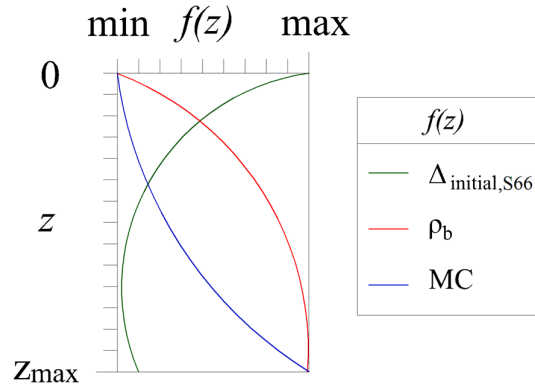 min f(z) max
0
z
zmax
f(z)
Δinitial,S66
ρb
MC